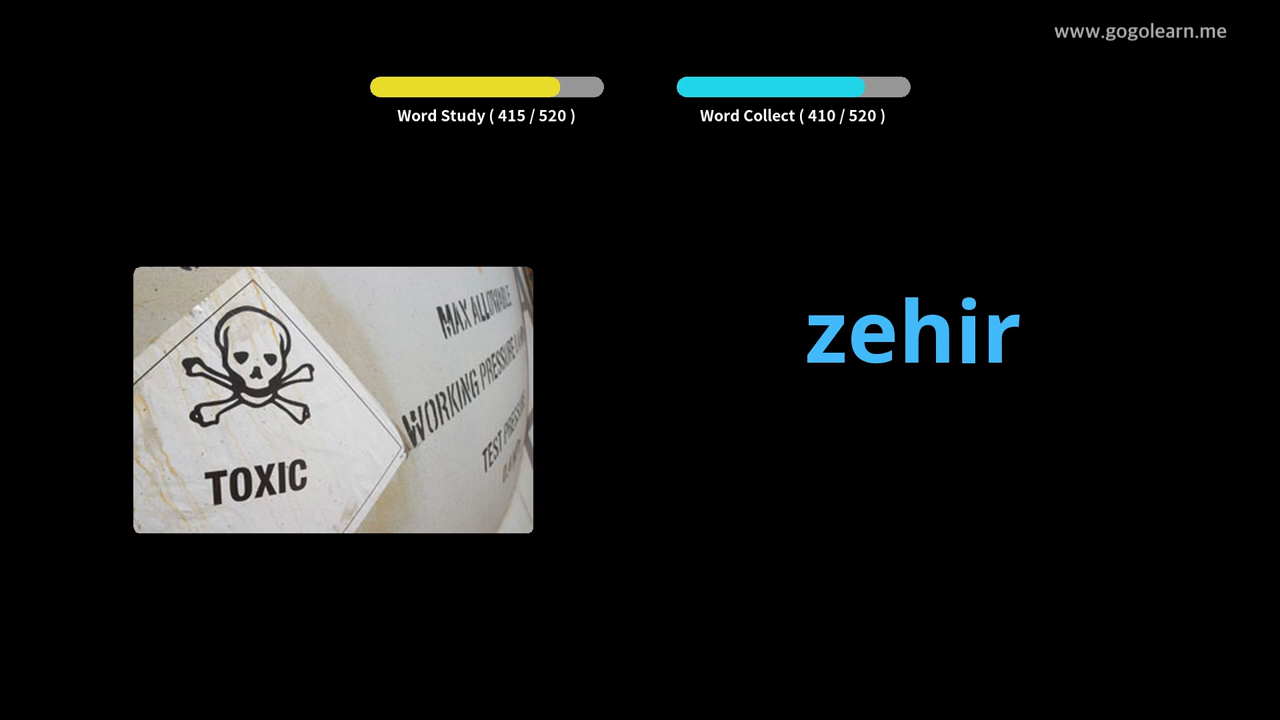 www.gogolearn.me
Word Study ( 415 / 520 )
Word Collect ( 410 / 520 )
zehir
TOXIC
MAX ALLOWABLE
WORKING PRESSURE
TEST PRESSURE